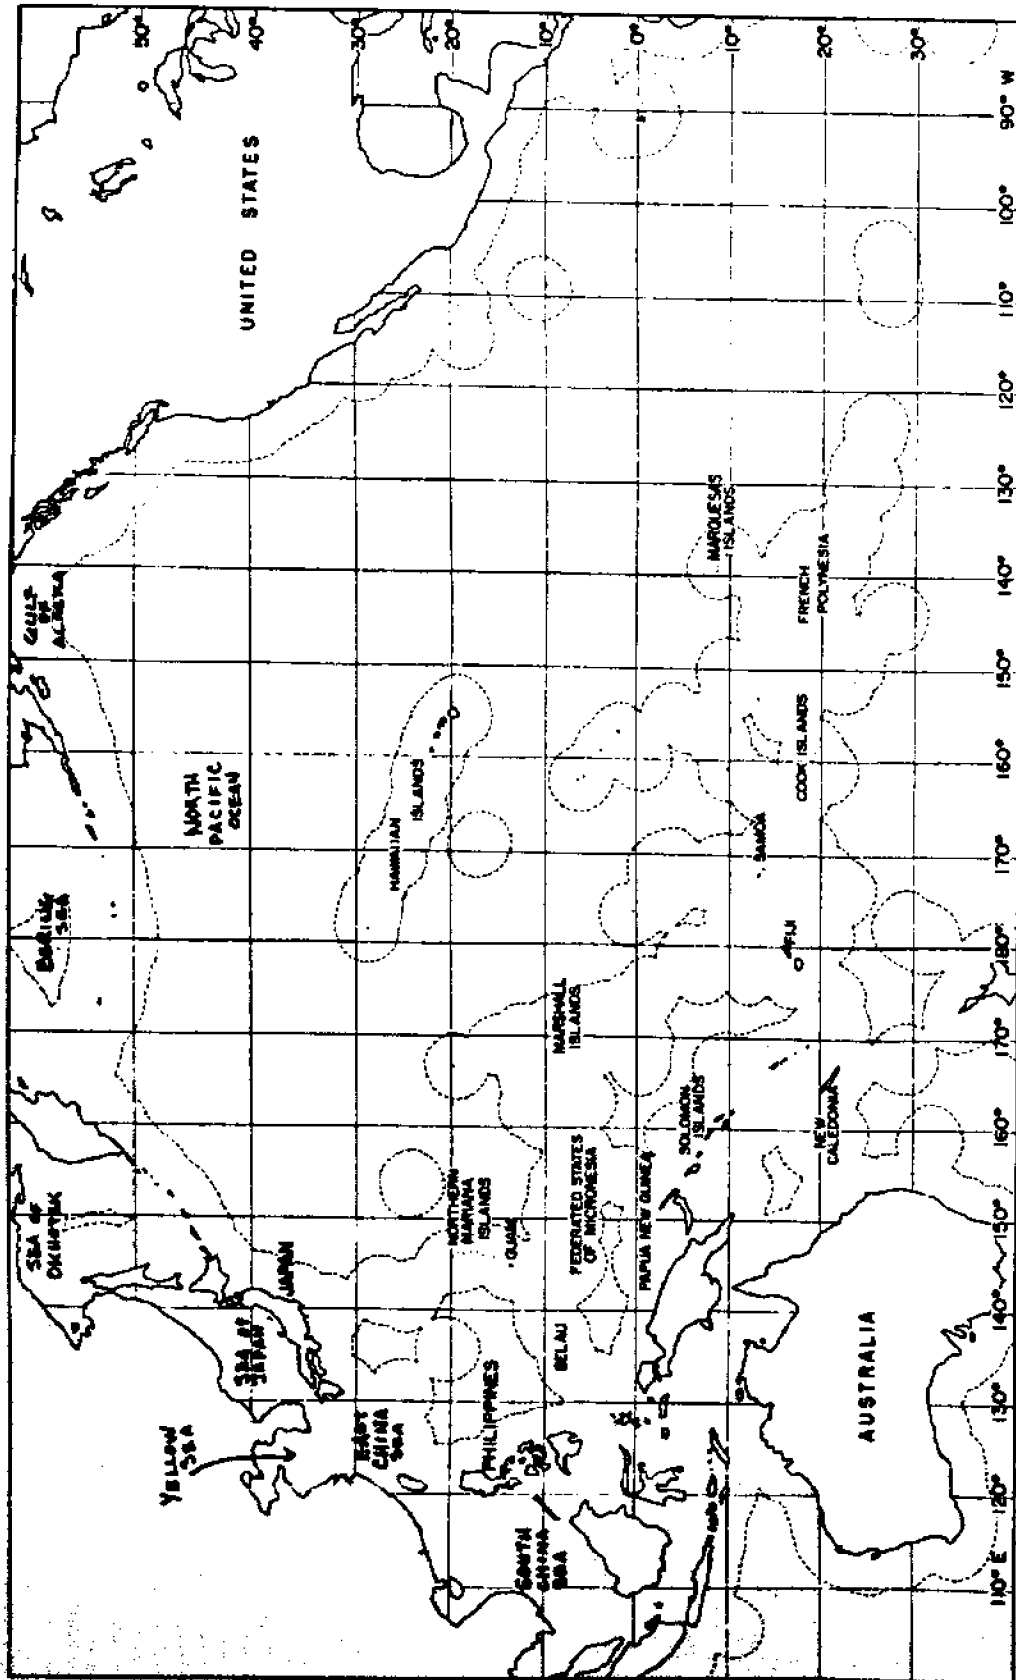 50°
40°
30°
20°
10°
0°
10°
20°
30°
UNITED STATES
GULF
OF
ALASKA
BERING
SEA
SEA OF
OKHOTSK
NORTH
PACIFIC
OCEAN
HAWAIIAN
ISLANDS
JAPAN
SEA OF
JAPAN
YELLOW
SEA
EAST
CHINA
SEA
SOUTH
CHINA
SEA
PHILIPPINES
NORTHERN
MARIANA
ISLANDS
GUAM
BELAU
FEDERATED STATES
OF MICRONESIA
MARSHALL
ISLANDS
PAPUA NEW GUINEA
SOLOMON
ISLANDS
NEW
CALEDONIA
FIJI
SAMOA
COOK ISLANDS
FRENCH
POLYNESIA
MARQUESAS
ISLANDS
AUSTRALIA
110° E
120°
130°
140°
150°
160°
170°
180°
170°
160°
150°
140°
130°
120°
110°
100°
90° W